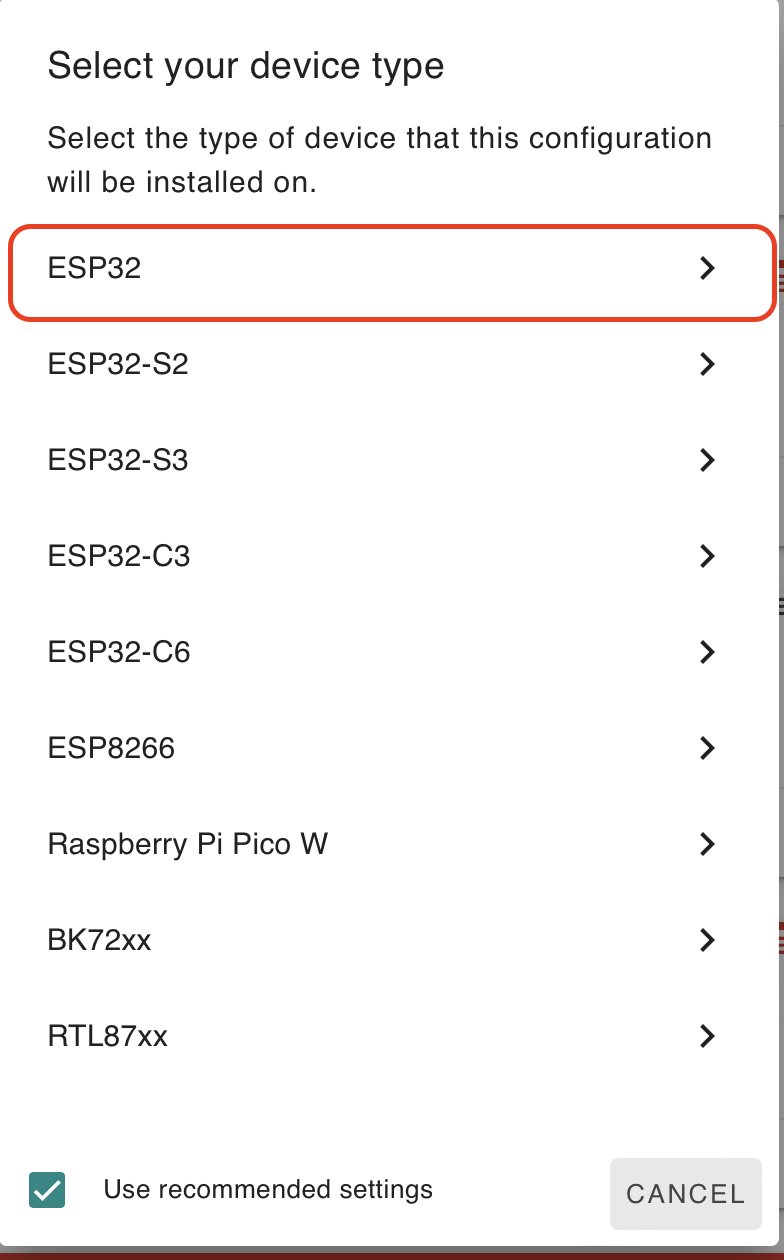 Select your device type
Select the type of device that this configuration
will be installed on.
ESP32
ESP32-S2
ESP32-S3
ESP32-C3
ESP32-C6
ESP8266
Raspberry Pi Pico W
BK72xx
RTL87xx
Use recommended settings
CANCEL